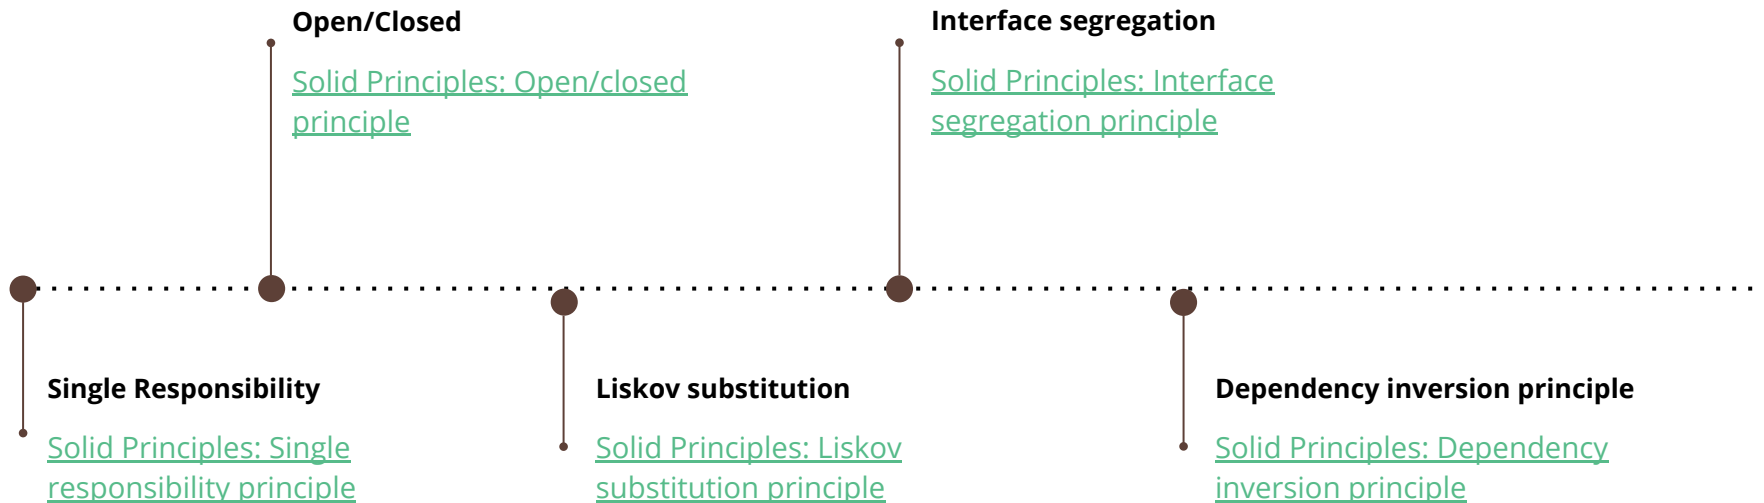 Open/Closed
Solid Principles: Open/closed
principle
Interface segregation
Solid Principles: Interface
segregation principle
Single Responsibility
Solid Principles: Single
responsibility principle
Liskov substitution
Solid Principles: Liskov
substitution principle
Dependency inversion principle
Solid Principles: Dependency
inversion principle